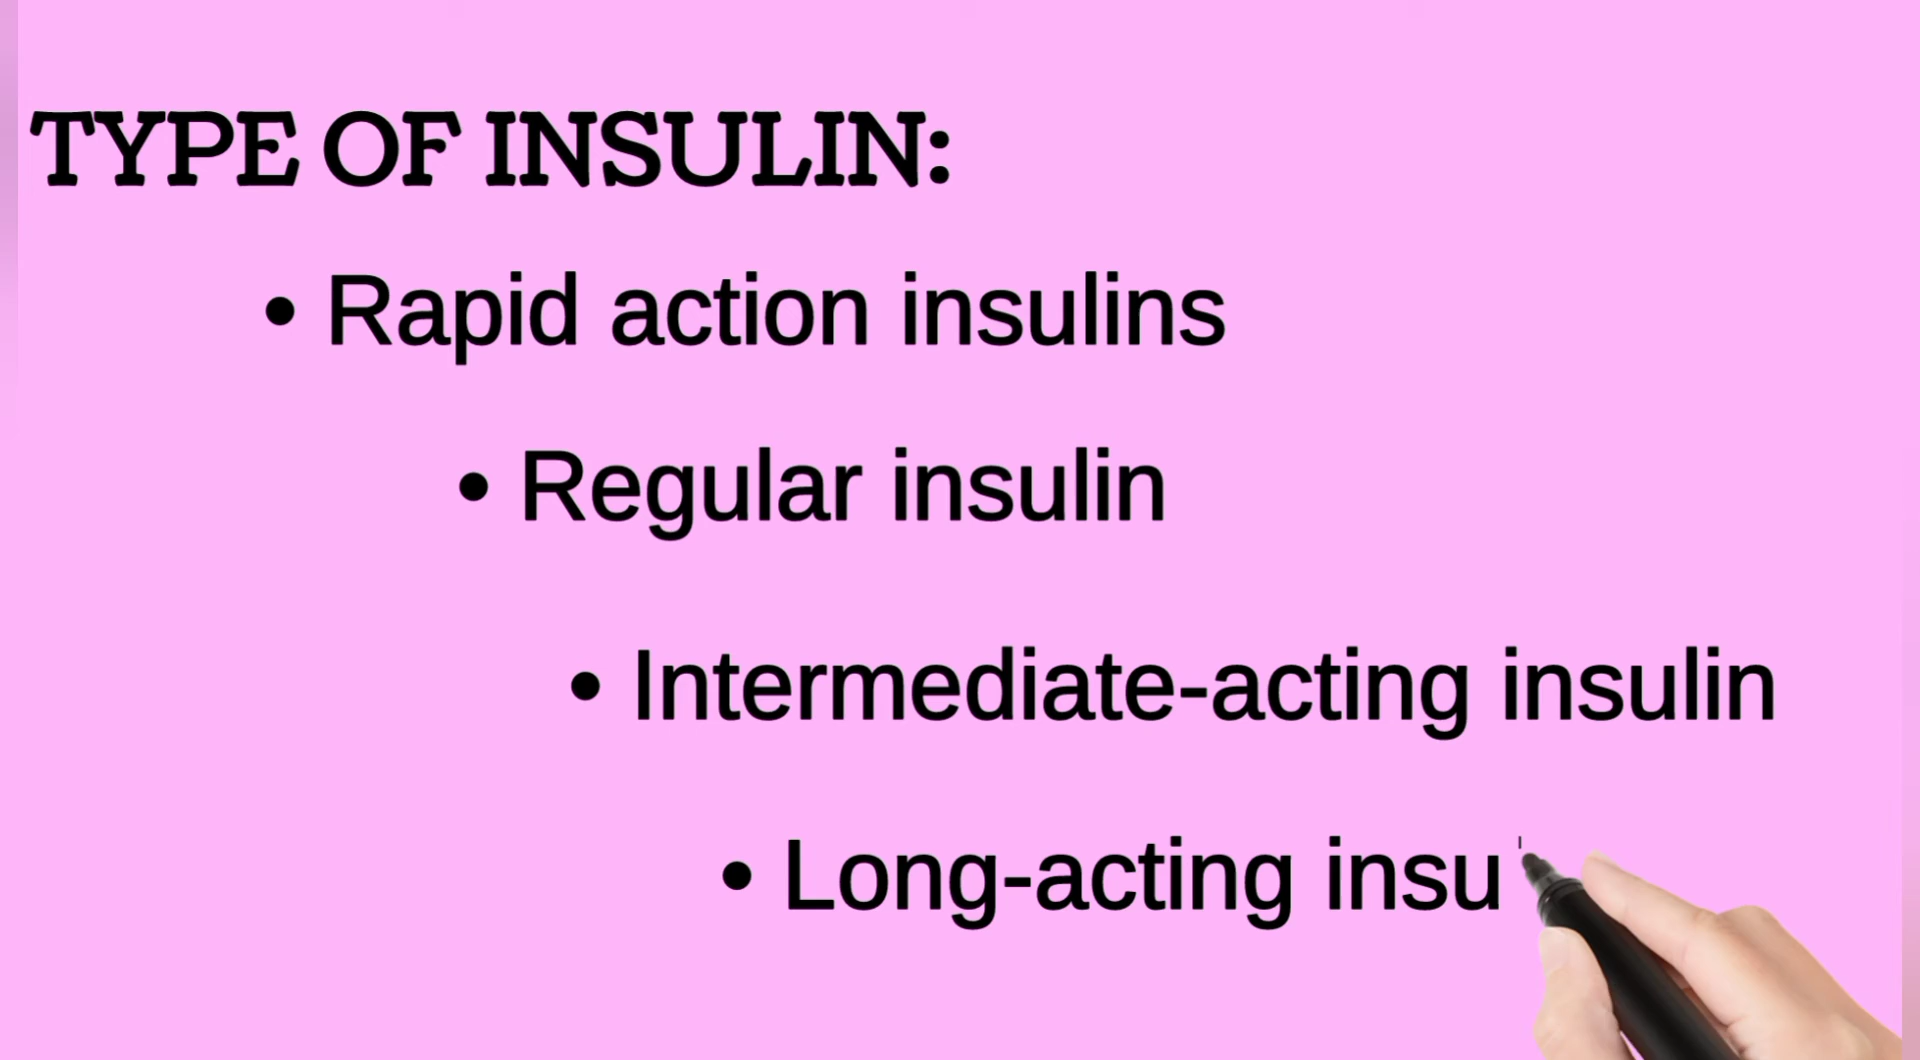 TYPE OF INSULIN:
• Rapid action insulins
• Regular insulin
• Intermediate-acting insulin
• Long-acting insu